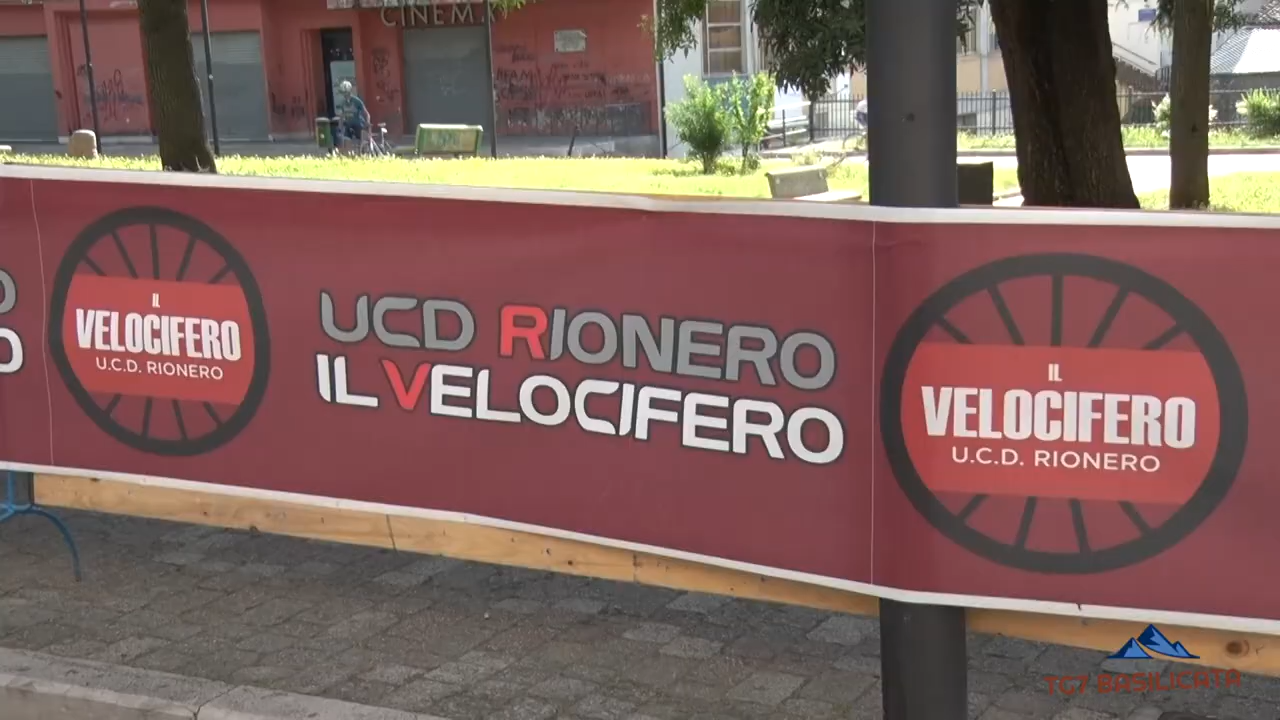 CINEMA
IL
VELOCIFERO
U.C.D. RIONERO
UCD RIONERO
IL VELOCIFERO
IL
VELOCIFERO
U.C.D. RIONERO
TG7 BASILICATA